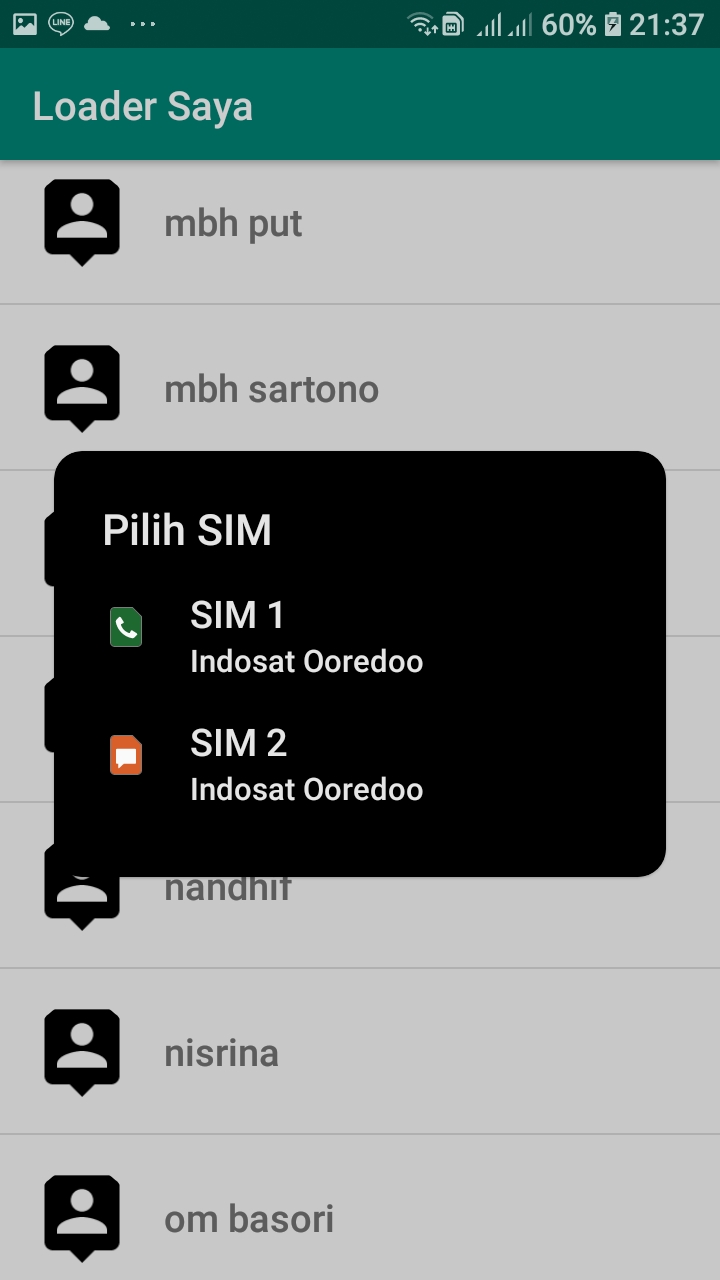 LINE 60% 21:37
Loader Saya
mbh put
mbh sartono
Pilih SIM
SIM 1
Indosat Ooredoo
SIM 2
Indosat Ooredoo
nandhif
nisrina
om basori